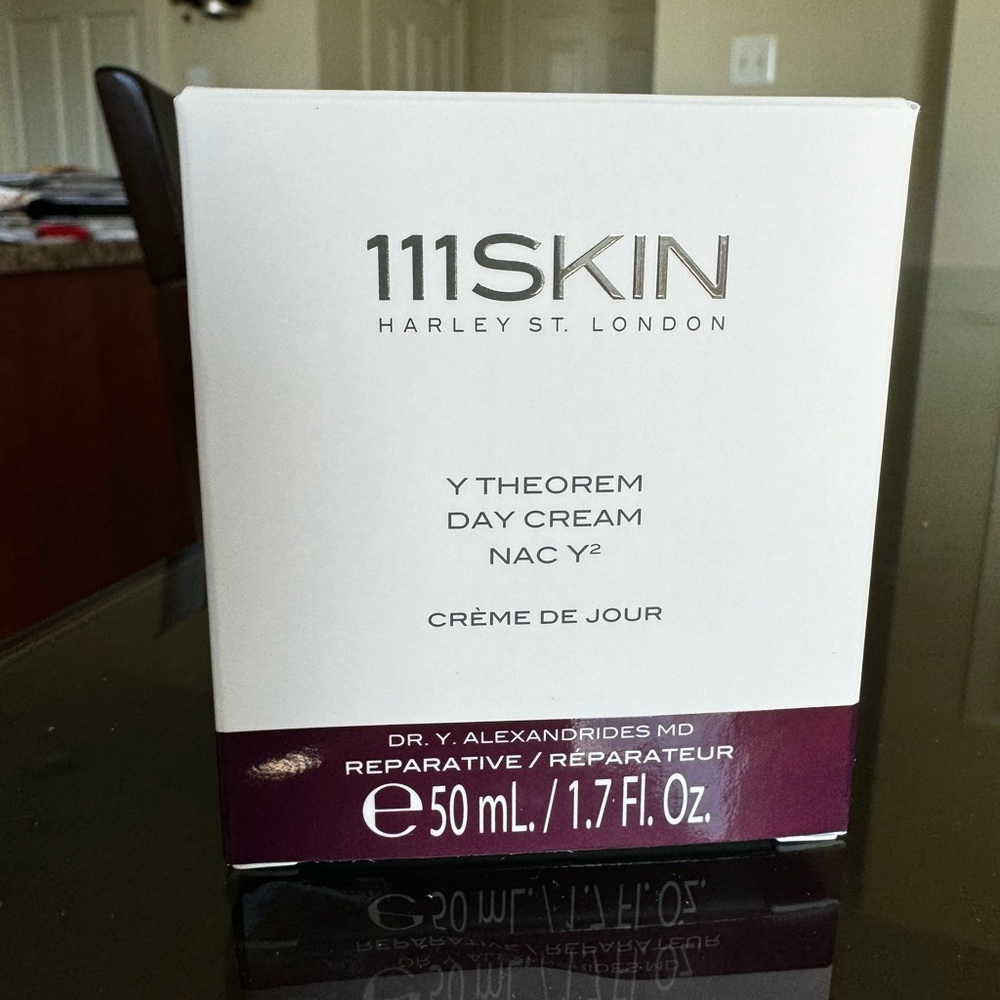 111SKIN
HARLEY ST. LONDON
Y THEOREM
DAY CREAM
NAC Y²
CRÈME DE JOUR
DR. Y. ALEXANDRIDES MD
REPARATIVE / RÉPARATEUR
℮ 50 mL. / 1.7 Fl. Oz.